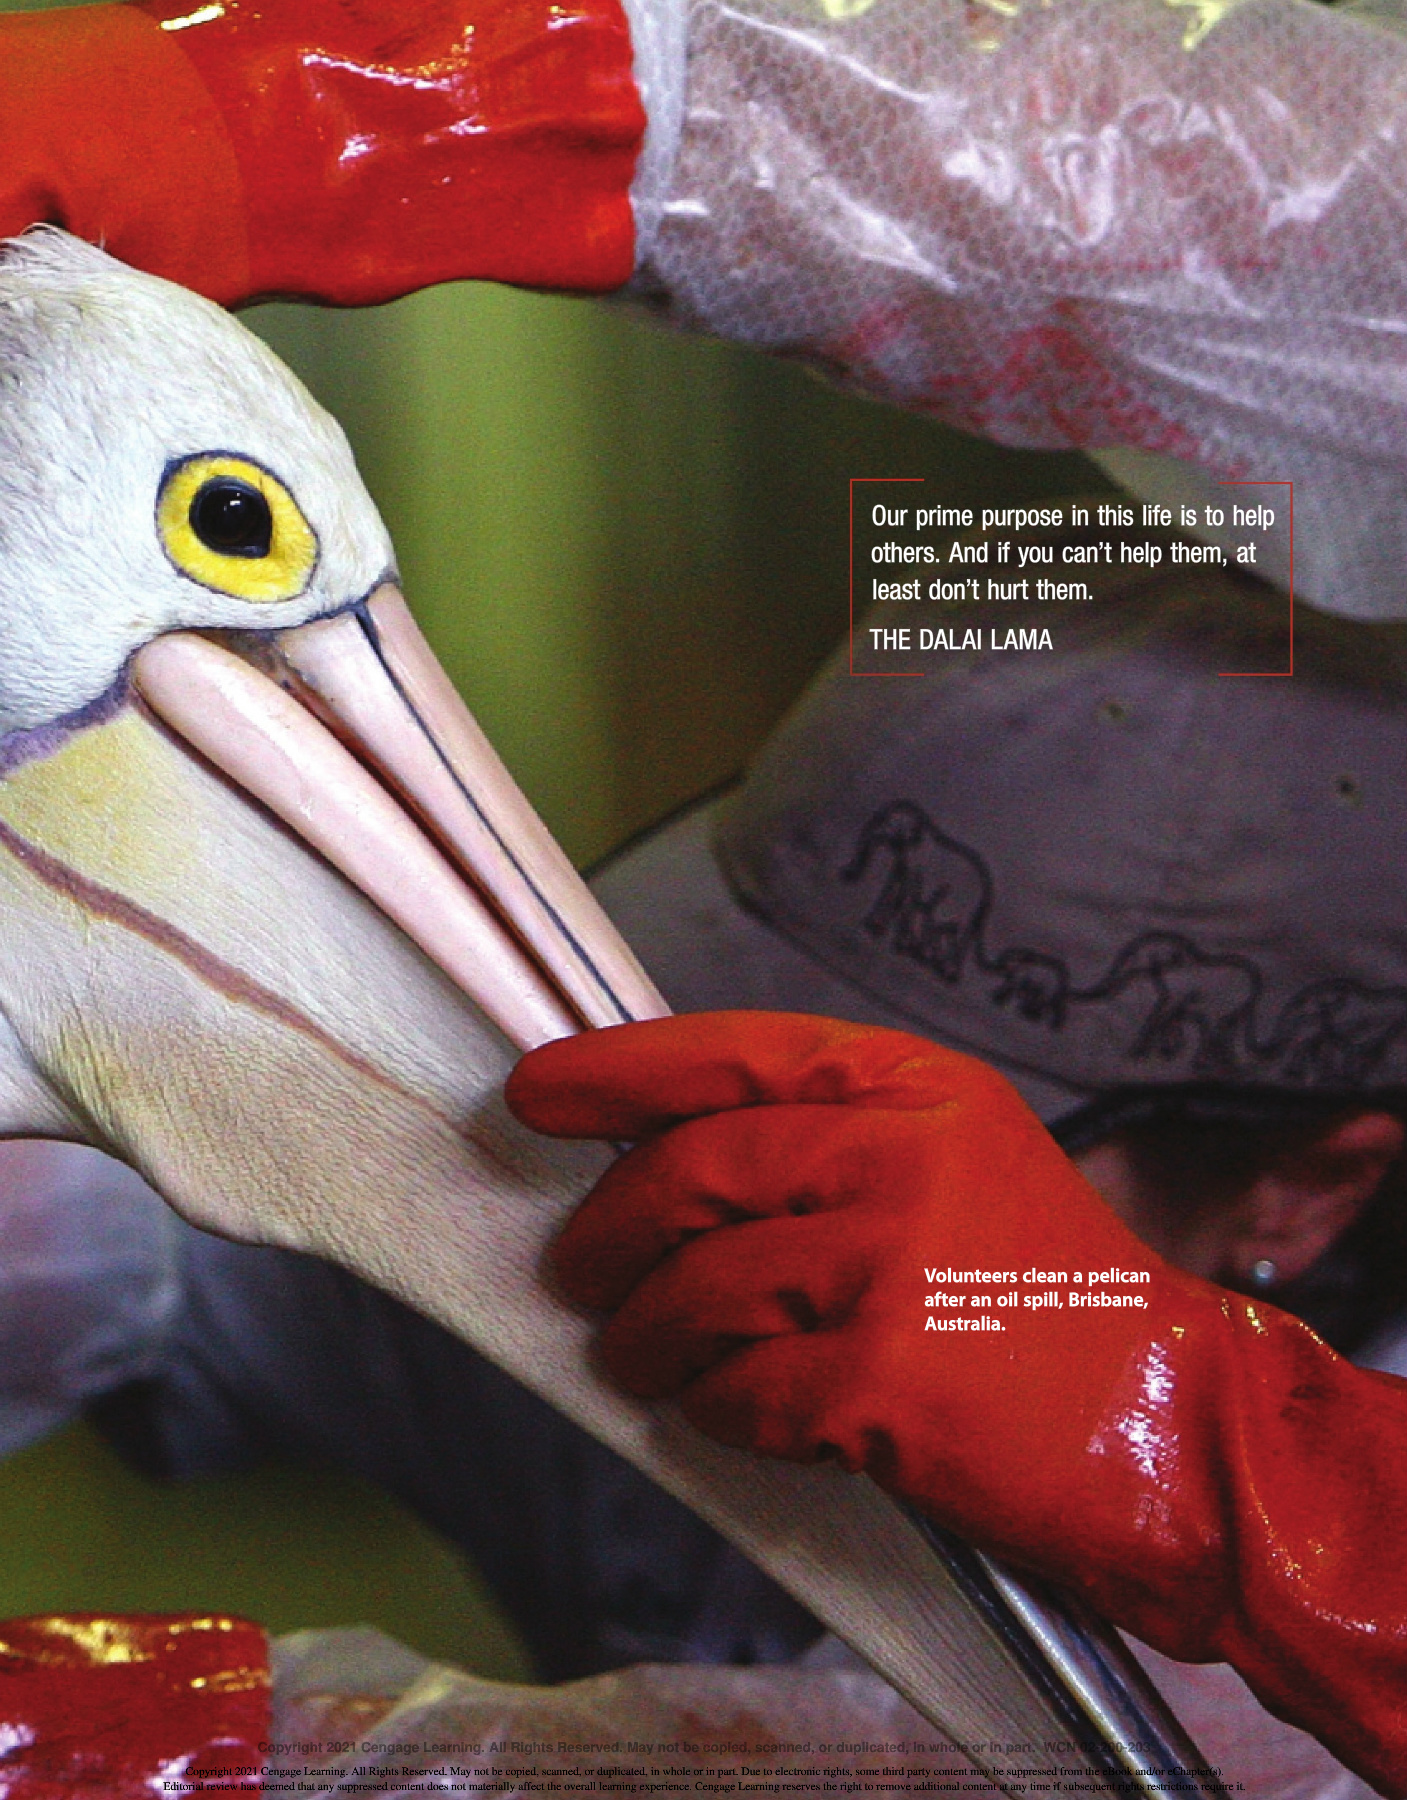 Our prime purpose in this life is to help
others. And if you can't help them, at
least don't hurt them.
THE DALAI LAMA
Volunteers clean a pelican
after an oil spill, Brisbane,
Australia.
Copyright 2021 Cengage Learning. All Rights Reserved. May not be copied, scanned, or duplicated, in whole or in part. WCN 02-200-203
Copyright 2021 Cengage Learning. All Rights Reserved. May not be copied, scanned, or duplicated, in whole or in part. Due to electronic rights, some third party content may be suppressed from the eBook and/or eChapter(s).
Editorial review has deemed that any suppressed content does not materially affect the overall learning experience. Cengage Learning reserves the right to remove additional content at any time if subsequent rights restrictions require it.